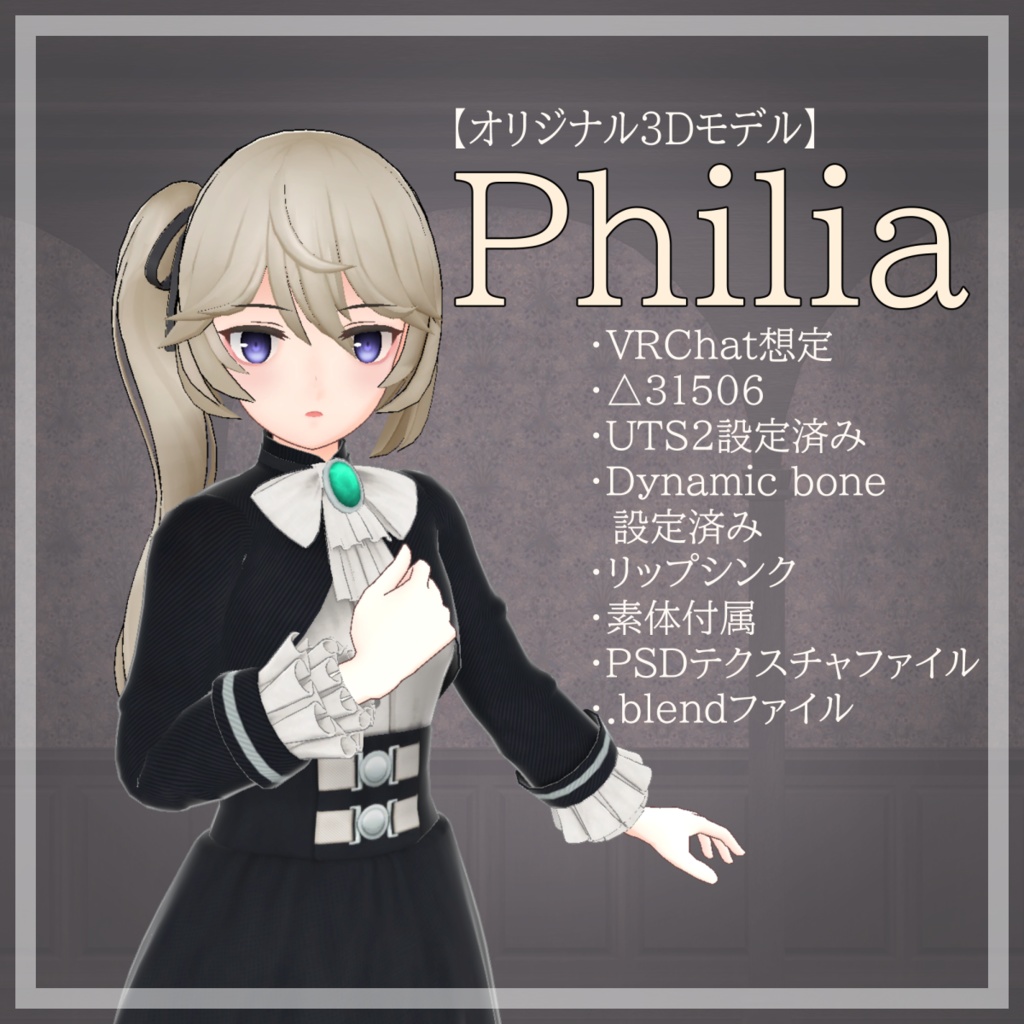 【オリジナル3Dモデル】
Philia
・VRChat想定
・△31506
・UTS2設定済み
・Dynamic bone
設定済み
・リップシンク
・素体付属
・PSDテクスチャファイル
・.blendファイル